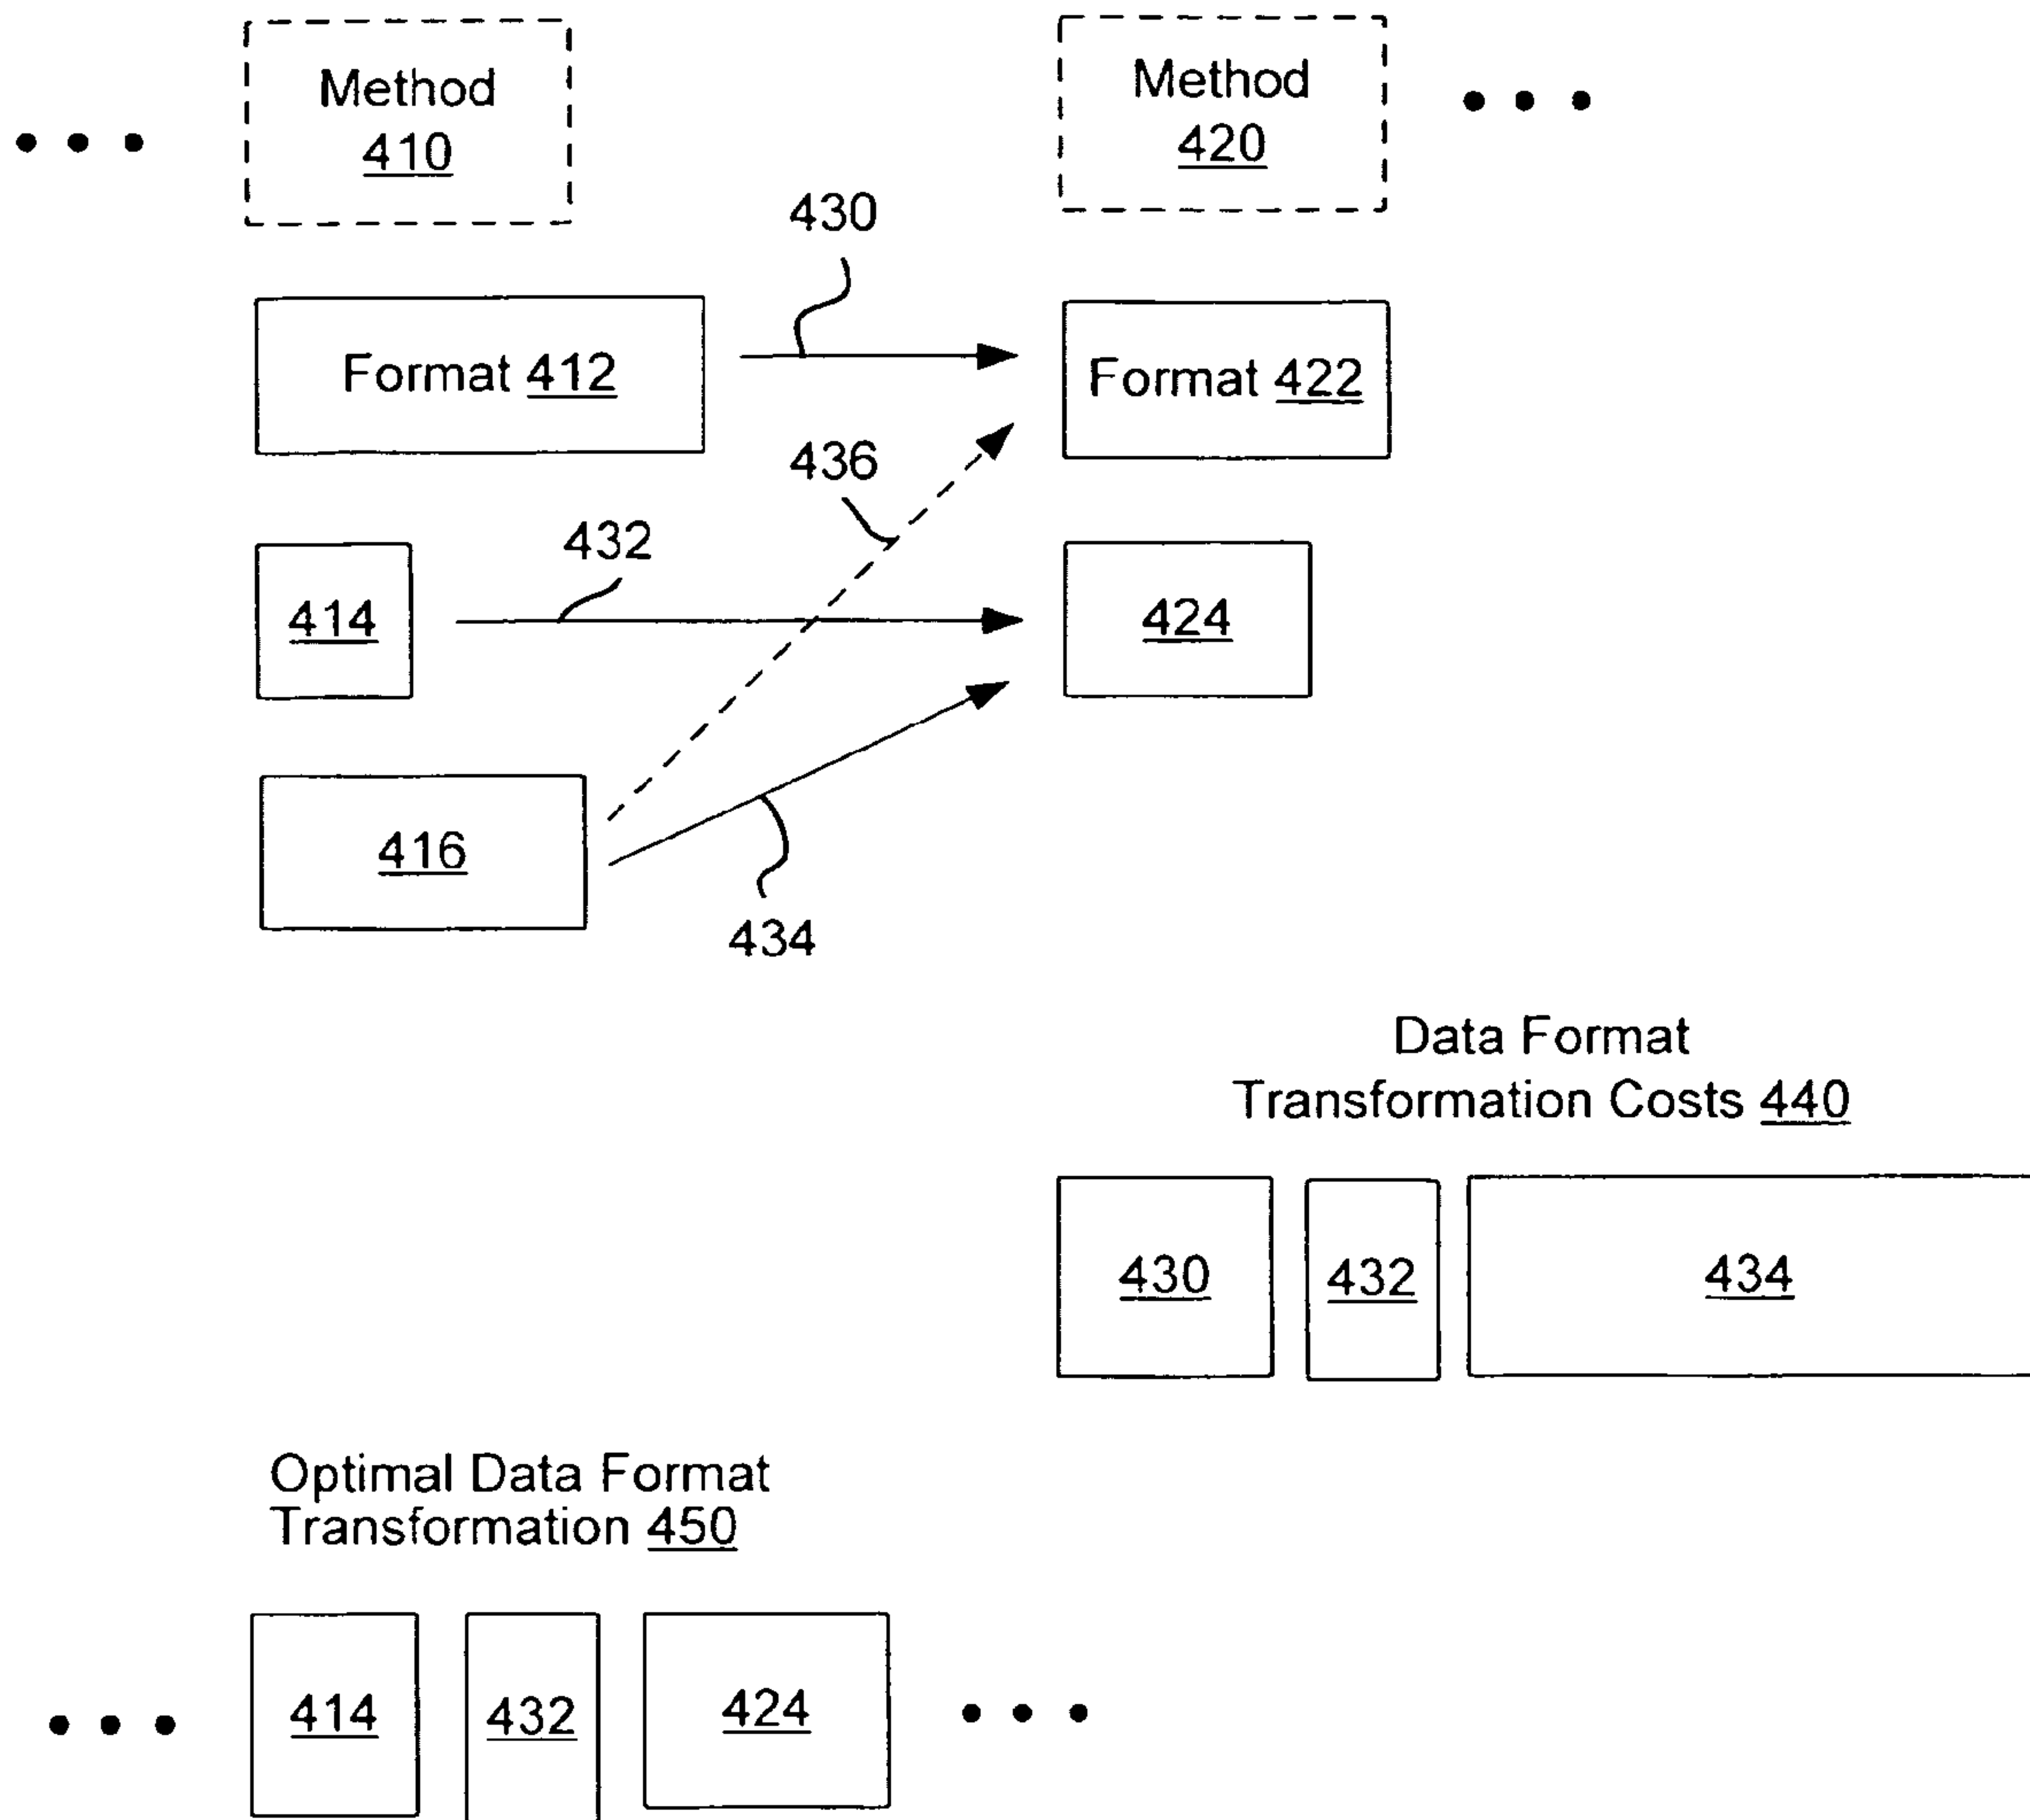 Method
410
Method
420
430
Format 412
Format 422
436
432
414
424
416
434
Data Format
Transformation Costs 440
430
432
434
Optimal Data Format
Transformation 450
414
432
424